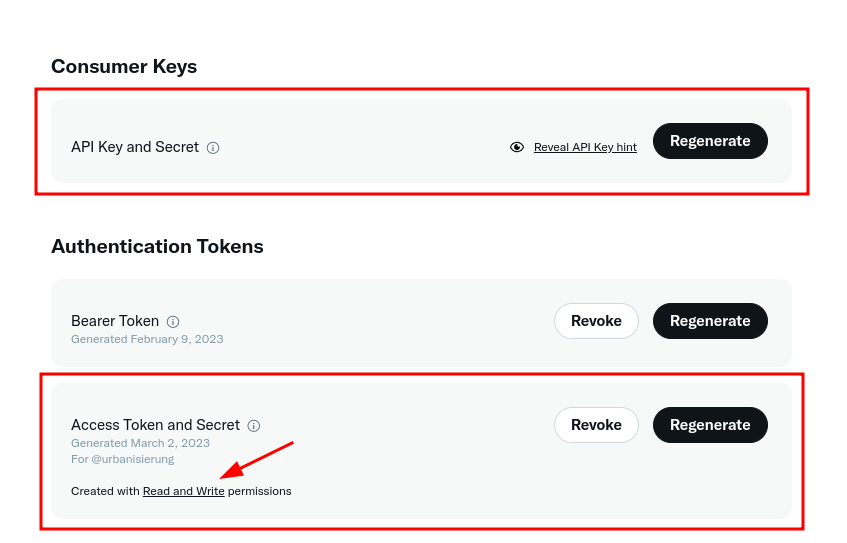 Consumer Keys
API Key and Secret
Reveal API Key hint
Regenerate
Authentication Tokens
Bearer Token
Generated February 9, 2023
Revoke
Regenerate
Access Token and Secret
Generated March 2, 2023
For @urbanisierung
Revoke
Regenerate
Created with Read and Write permissions